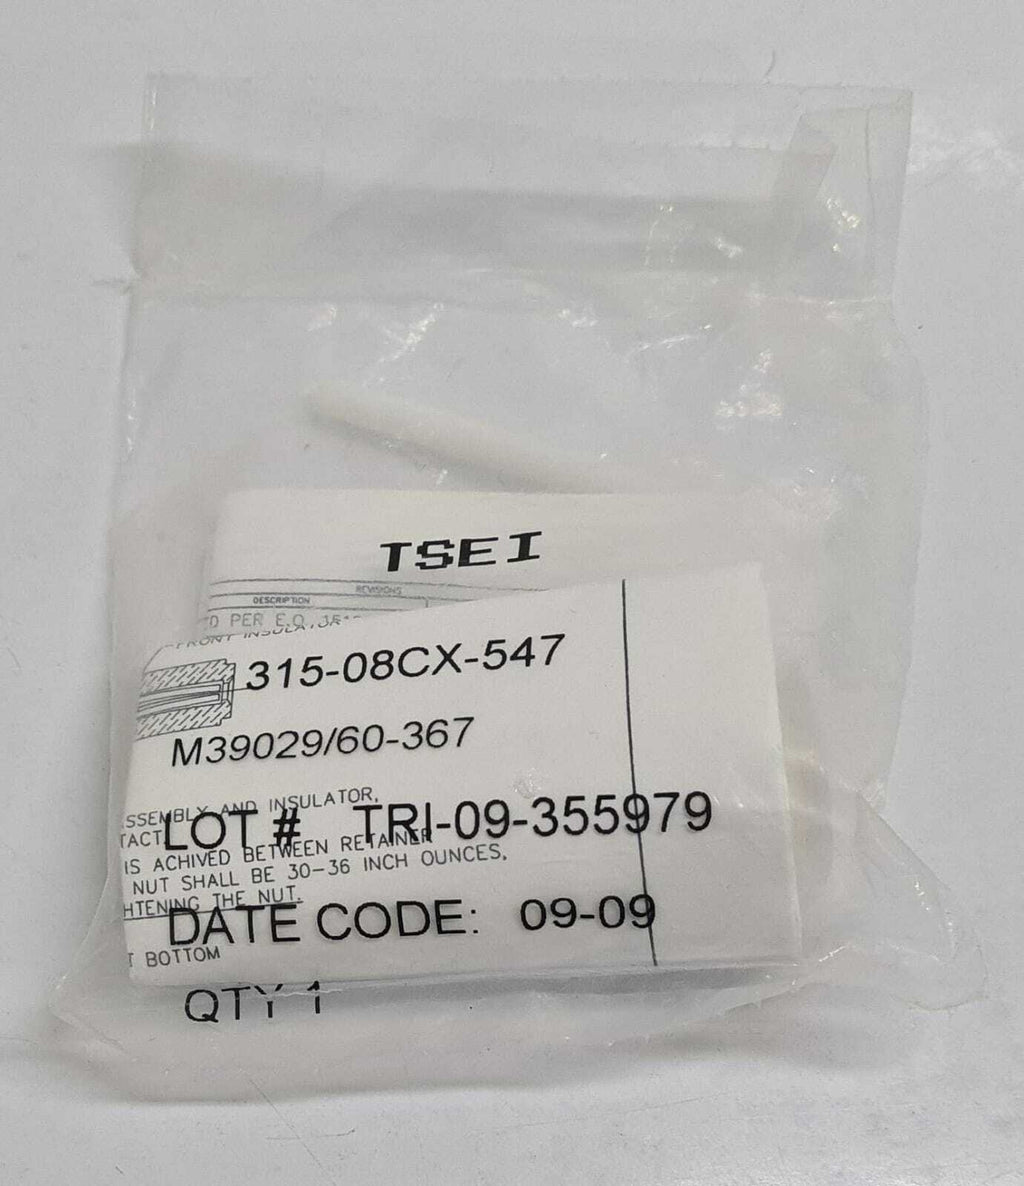 TSEI
REVISIONS
DESCRIPTION
D PER E.O.
FRONT INSULATOR
315-08CX-547
M39029/60-367
SSEMBLY AND INSULATOR,
TACT
LOT # TRI-09-355979
IS ACHIVED BETWEEN RETAINER
NUT SHALL BE 30-36 INCH OUNCES,
HTENING THE NUT.
DATE CODE: 09-09
T BOTTOM
QTY 1